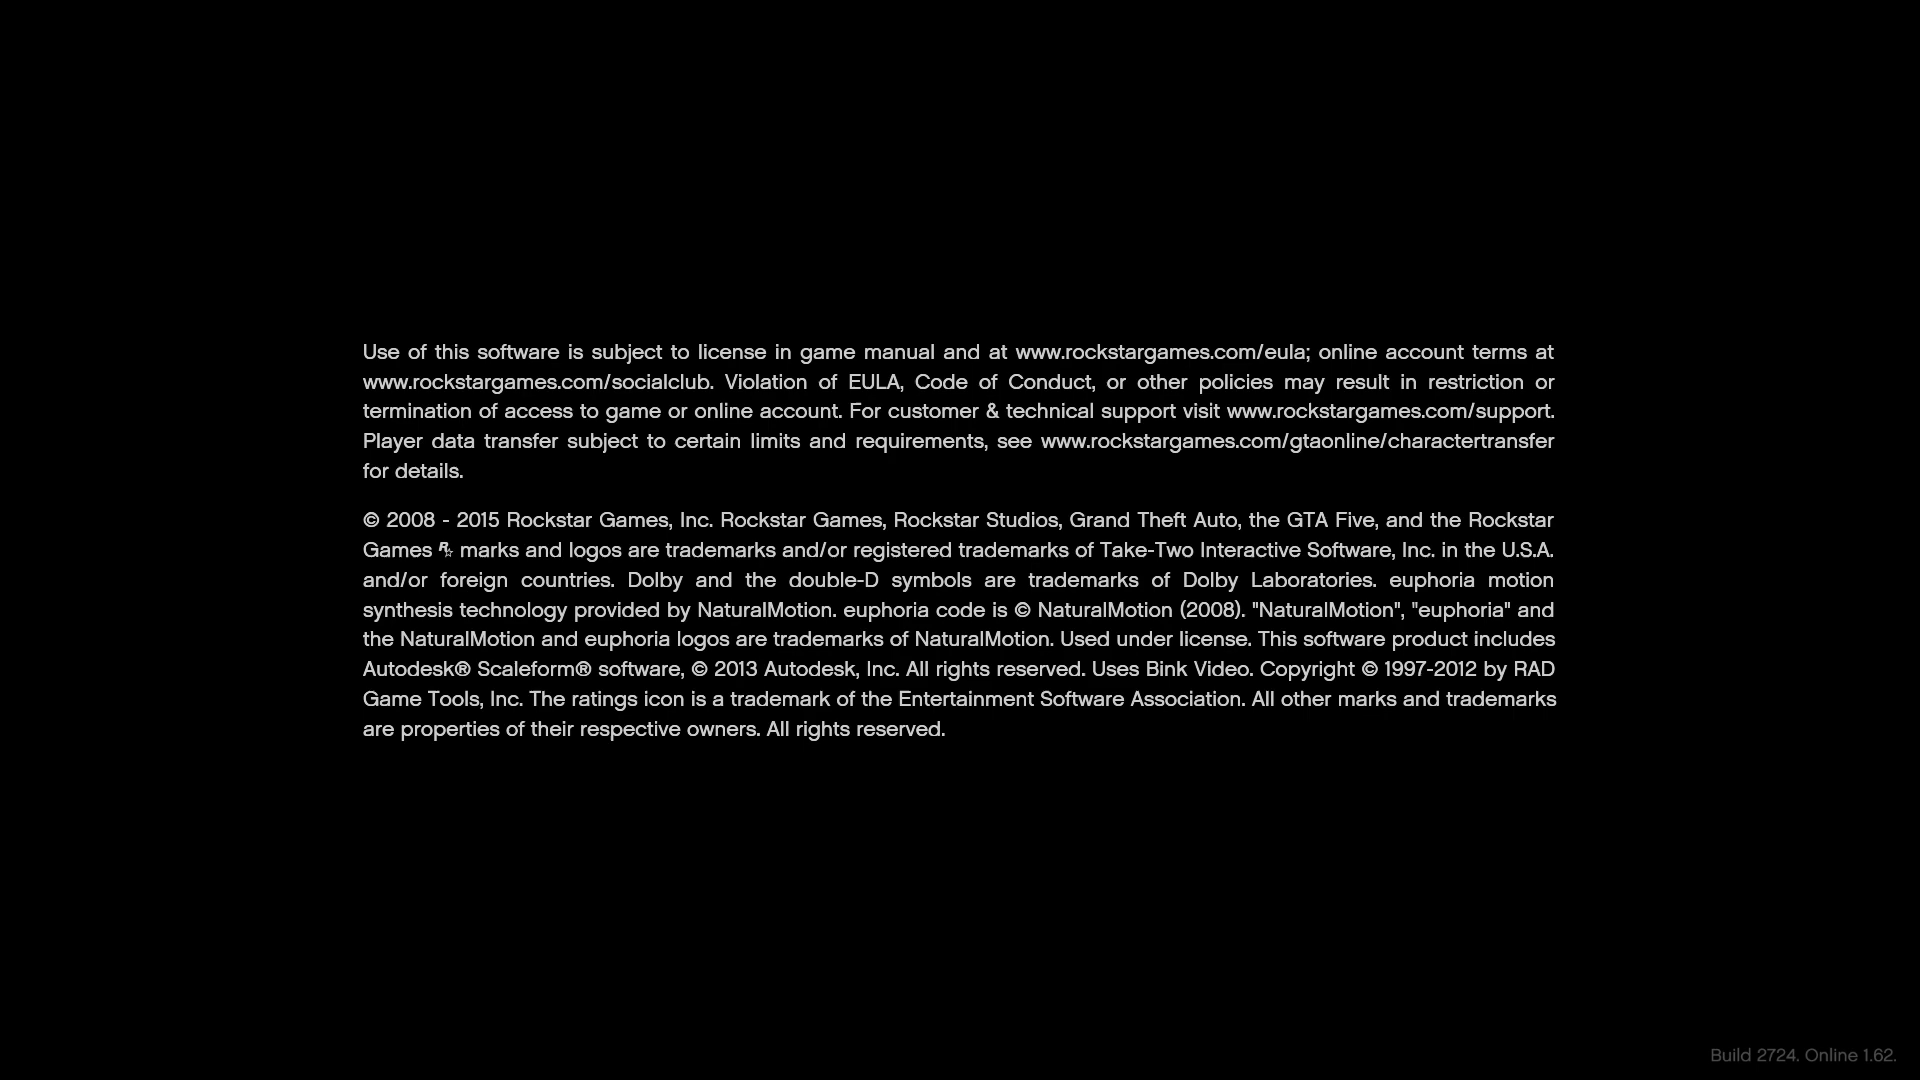 Use of this software is subject to license in game manual and at www.rockstargames.com/eula; online account terms at
www.rockstargames.com/socialclub. Violation of EULA, Code of Conduct, or other policies may result in restriction or
termination of access to game or online account. For customer & technical support visit www.rockstargames.com/support.
Player data transfer subject to certain limits and requirements, see www.rockstargames.com/gtaonline/charactertransfer
for details.
© 2008 - 2015 Rockstar Games, Inc. Rockstar Games, Rockstar Studios, Grand Theft Auto, the GTA Five, and the Rockstar
Games R* marks and logos are trademarks and/or registered trademarks of Take-Two Interactive Software, Inc. in the U.S.A.
and/or foreign countries. Dolby and the double-D symbols are trademarks of Dolby Laboratories. euphoria motion
synthesis technology provided by NaturalMotion. euphoria code is © NaturalMotion (2008). "NaturalMotion", "euphoria" and
the NaturalMotion and euphoria logos are trademarks of NaturalMotion. Used under license. This software product includes
Autodesk® Scaleform® software, © 2013 Autodesk, Inc. All rights reserved. Uses Bink Video. Copyright © 1997-2012 by RAD
Game Tools, Inc. The ratings icon is a trademark of the Entertainment Software Association. All other marks and trademarks
are properties of their respective owners. All rights reserved.
Build 2724. Online 1.62.